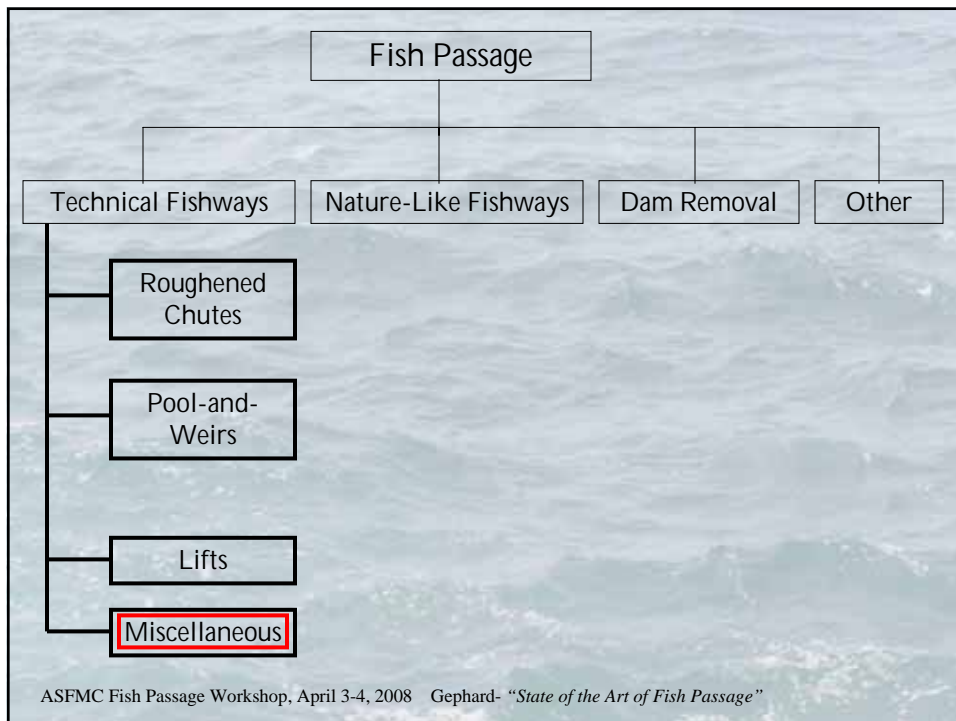 Fish Passage
Technical Fishways
Nature-Like Fishways
Dam Removal
Other
Roughened
Chutes
Pool-and-
Weirs
Lifts
Miscellaneous
ASFMC Fish Passage Workshop, April 3-4, 2008 Gephard- “State of the Art of Fish Passage”